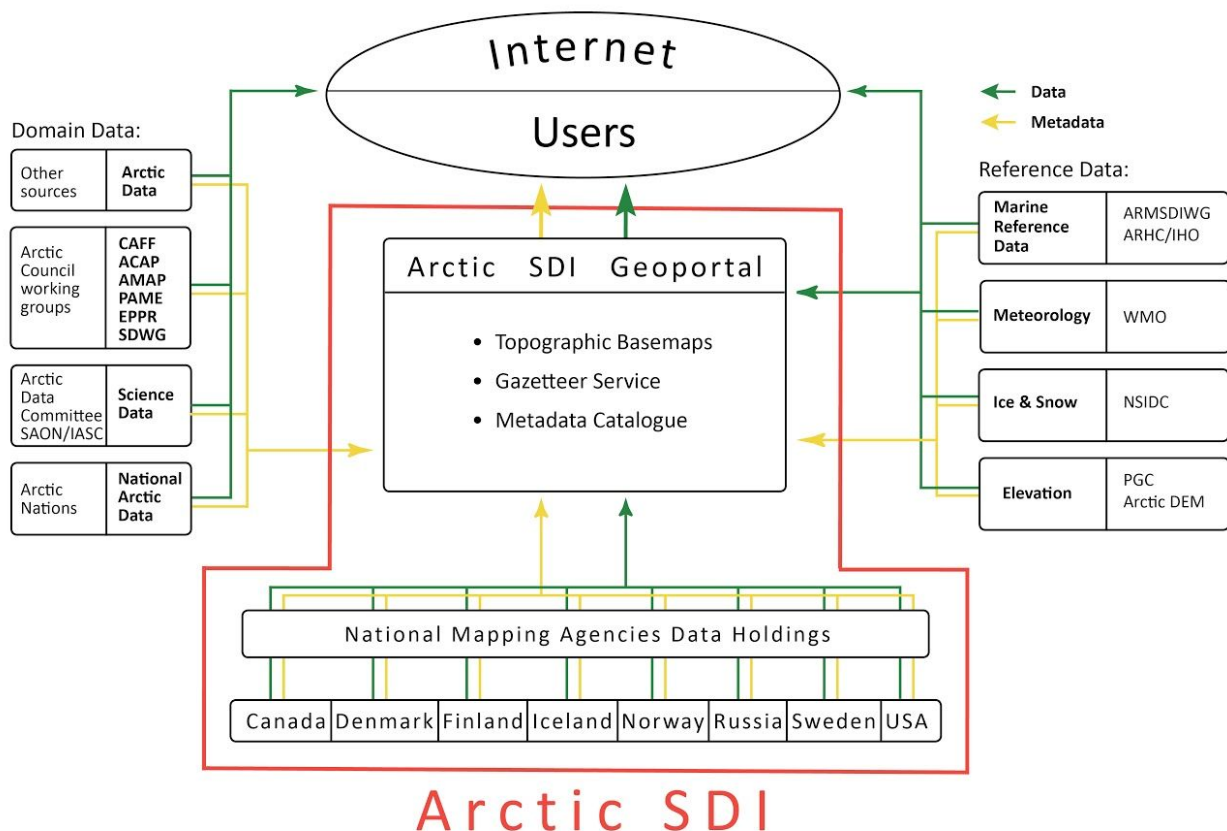 Internet
Users
Data
Metadata
Domain Data:
Other
sources
Arctic
Data
Arctic
Council
working
groups
CAFF
ACAP
AMAP
PAME
EPPR
SDWG
Arctic
Data
Committee
SAON/IASC
Science
Data
Arctic
Nations
National
Arctic
Data
Arctic SDI Geoportal
• Topographic Basemaps
• Gazetteer Service
• Metadata Catalogue
Reference Data:
Marine
Reference
Data
ARMSDIWG
ARHC/IHO
Meteorology
WMO
Ice & Snow
NSIDC
Elevation
PGC
Arctic DEM
National Mapping Agencies Data Holdings
Canada Denmark Finland Iceland Norway Russia Sweden USA
Arctic SDI